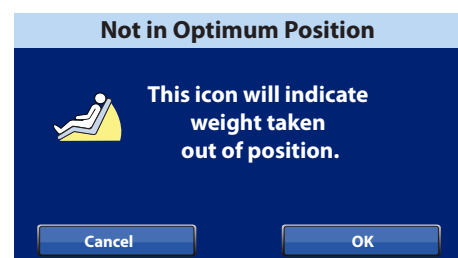 Not in Optimum Position
This icon will indicate
weight taken
out of position.
Cancel
OK